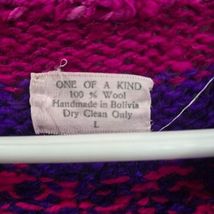 ONE OF A KIND
100 % Wool
Handmade in Bolivia
Dry Clean Only
L